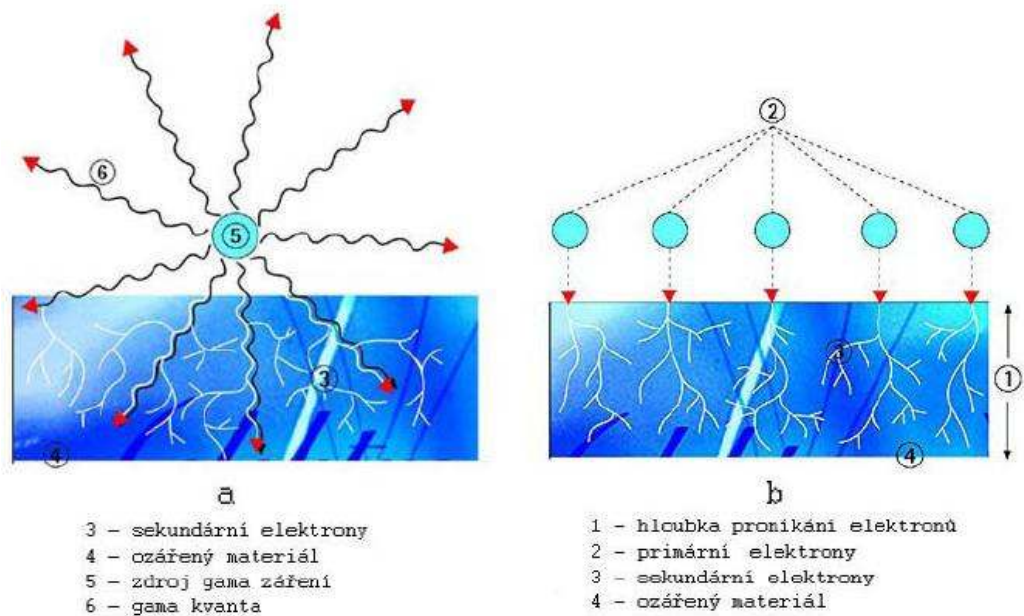 2
6
5
3
3
1
4
4
a
b
3 – sekundární elektrony
4 – ozářený materiál
5 – zdroj gama záření
6 – gama kvanta
1 – hloubka pronikání elektronů
2 – primární elektrony
3 – sekundární elektrony
4 – ozářený materiál